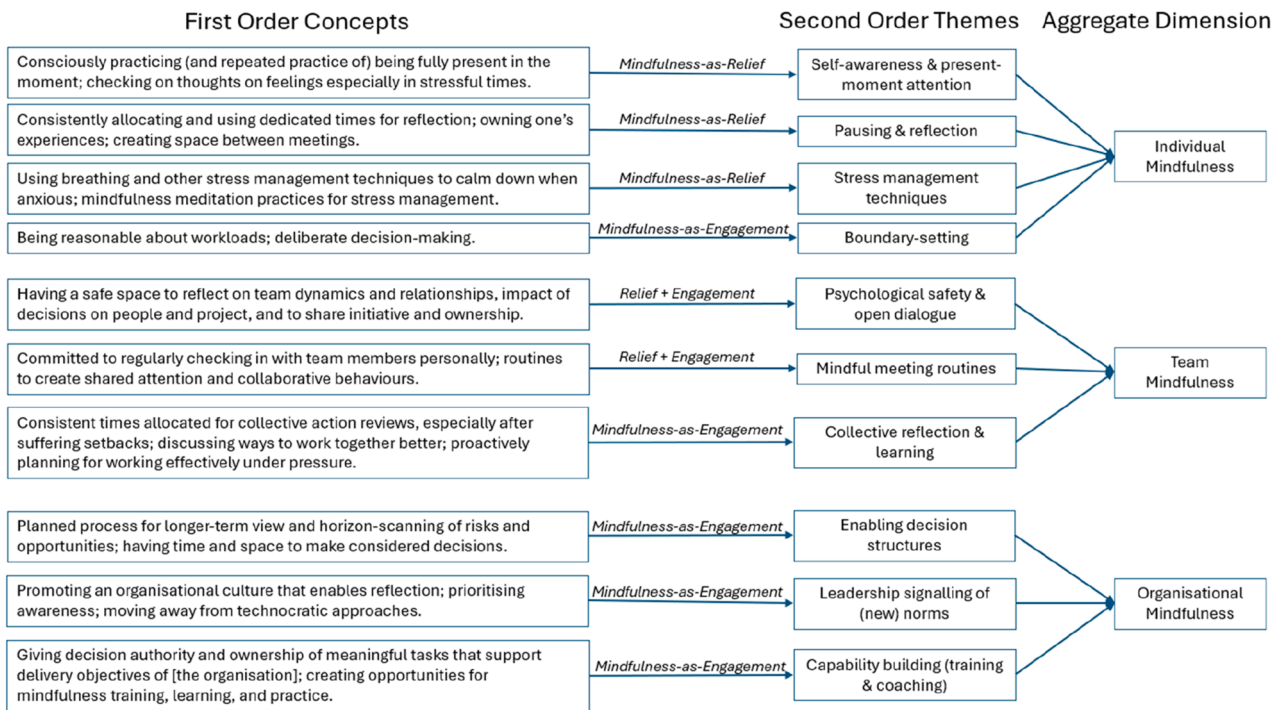 First Order Concepts
Second Order Themes
Aggregate Dimension
Consciously practicing (and repeated practice of) being fully present in the
moment; checking on thoughts on feelings especially in stressful times.
Mindfulness-as-Relief
Self-awareness & present-
moment attention
Consistently allocating and using dedicated times for reflection; owning one's
experiences; creating space between meetings.
Mindfulness-as-Relief
Pausing & reflection
Using breathing and other stress management techniques to calm down when
anxious; mindfulness meditation practices for stress management.
Mindfulness-as-Relief
Stress management
techniques
Being reasonable about workloads; deliberate decision-making.
Mindfulness-as-Engagement
Boundary-setting
Individual
Mindfulness
Having a safe space to reflect on team dynamics and relationships, impact of
decisions on people and project, and to share initiative and ownership.
Relief + Engagement
Psychological safety &
open dialogue
Committed to regularly checking in with team members personally; routines
to create shared attention and collaborative behaviours.
Relief + Engagement
Mindful meeting routines
Consistent times allocated for collective action reviews, especially after
suffering setbacks; discussing ways to work together better; proactively
planning for working effectively under pressure.
Mindfulness-as-Engagement
Collective reflection &
learning
Team
Mindfulness
Planned process for longer-term view and horizon-scanning of risks and
opportunities; having time and space to make considered decisions.
Mindfulness-as-Engagement
Enabling decision
structures
Promoting an organisational culture that enables reflection; prioritising
awareness; moving away from technocratic approaches.
Mindfulness-as-Engagement
Leadership signalling of
(new) norms
Giving decision authority and ownership of meaningful tasks that support
delivery objectives of [the organisation]; creating opportunities for
mindfulness training, learning, and practice.
Mindfulness-as-Engagement
Capability building (training
& coaching)
Organisational
Mindfulness